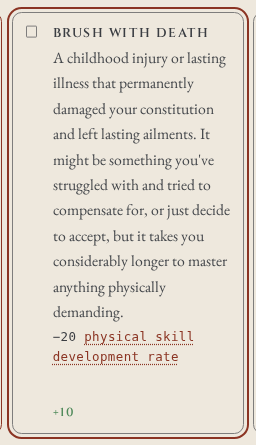 BRUSH WITH DEATH
A childhood injury or lasting
illness that permanently
damaged your constitution
and left lasting ailments. It
might be something you've
struggled with and tried to
compensate for, or just decide
to accept, but it takes you
considerably longer to master
anything physically
demanding.
−20 physical skill
development rate
+10